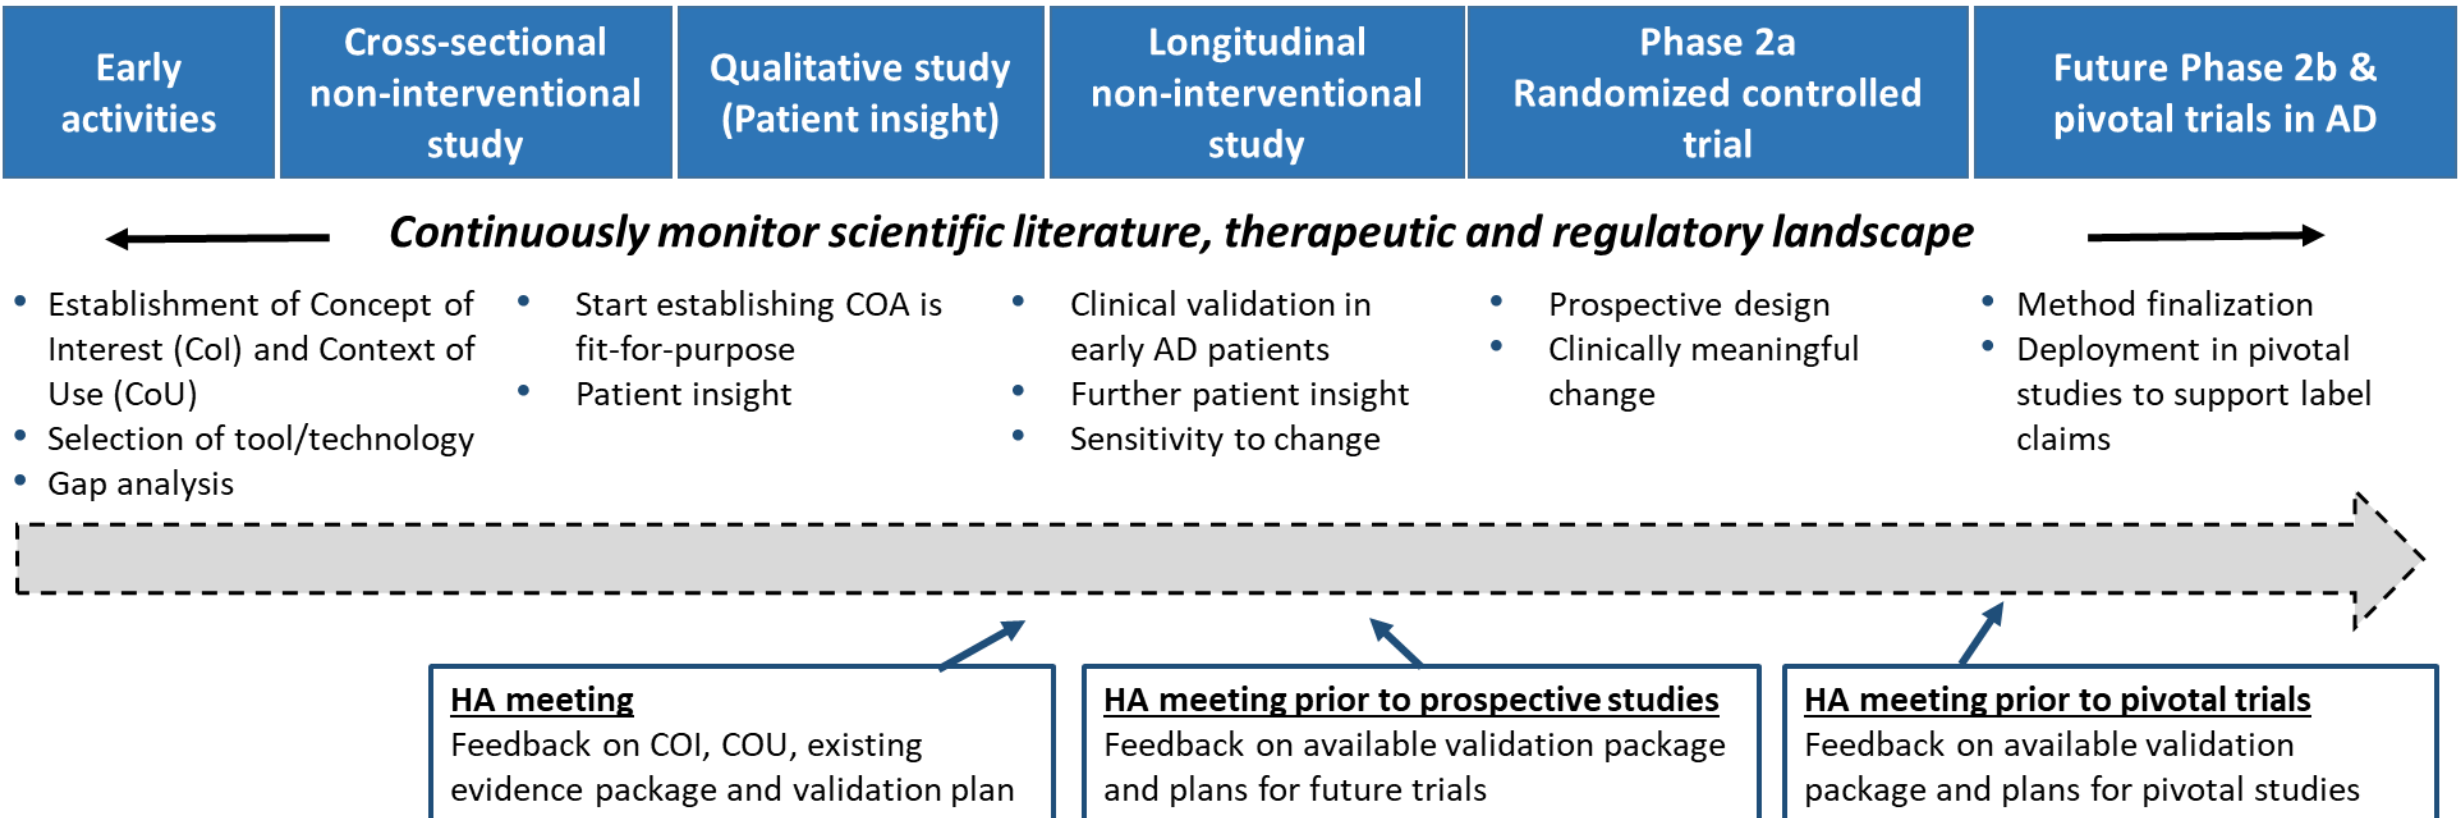 Early
activities
Cross-sectional
non-interventional
study
Qualitative study
(Patient insight)
Longitudinal
non-interventional
study
Phase 2a
Randomized controlled
trial
Future Phase 2b &
pivotal trials in AD
Continuously monitor scientific literature, therapeutic and regulatory landscape
• Establishment of Concept of
Interest (CoI) and Context of
Use (CoU)
• Selection of tool/technology
• Gap analysis
• Start establishing COA is
fit-for-purpose
• Patient insight
• Clinical validation in
early AD patients
• Further patient insight
• Sensitivity to change
• Prospective design
• Clinically meaningful
change
• Method finalization
• Deployment in pivotal
studies to support label
claims
HA meeting
Feedback on COI, COU, existing
evidence package and validation plan
HA meeting prior to prospective studies
Feedback on available validation package
and plans for future trials
HA meeting prior to pivotal trials
Feedback on available validation
package and plans for pivotal studies